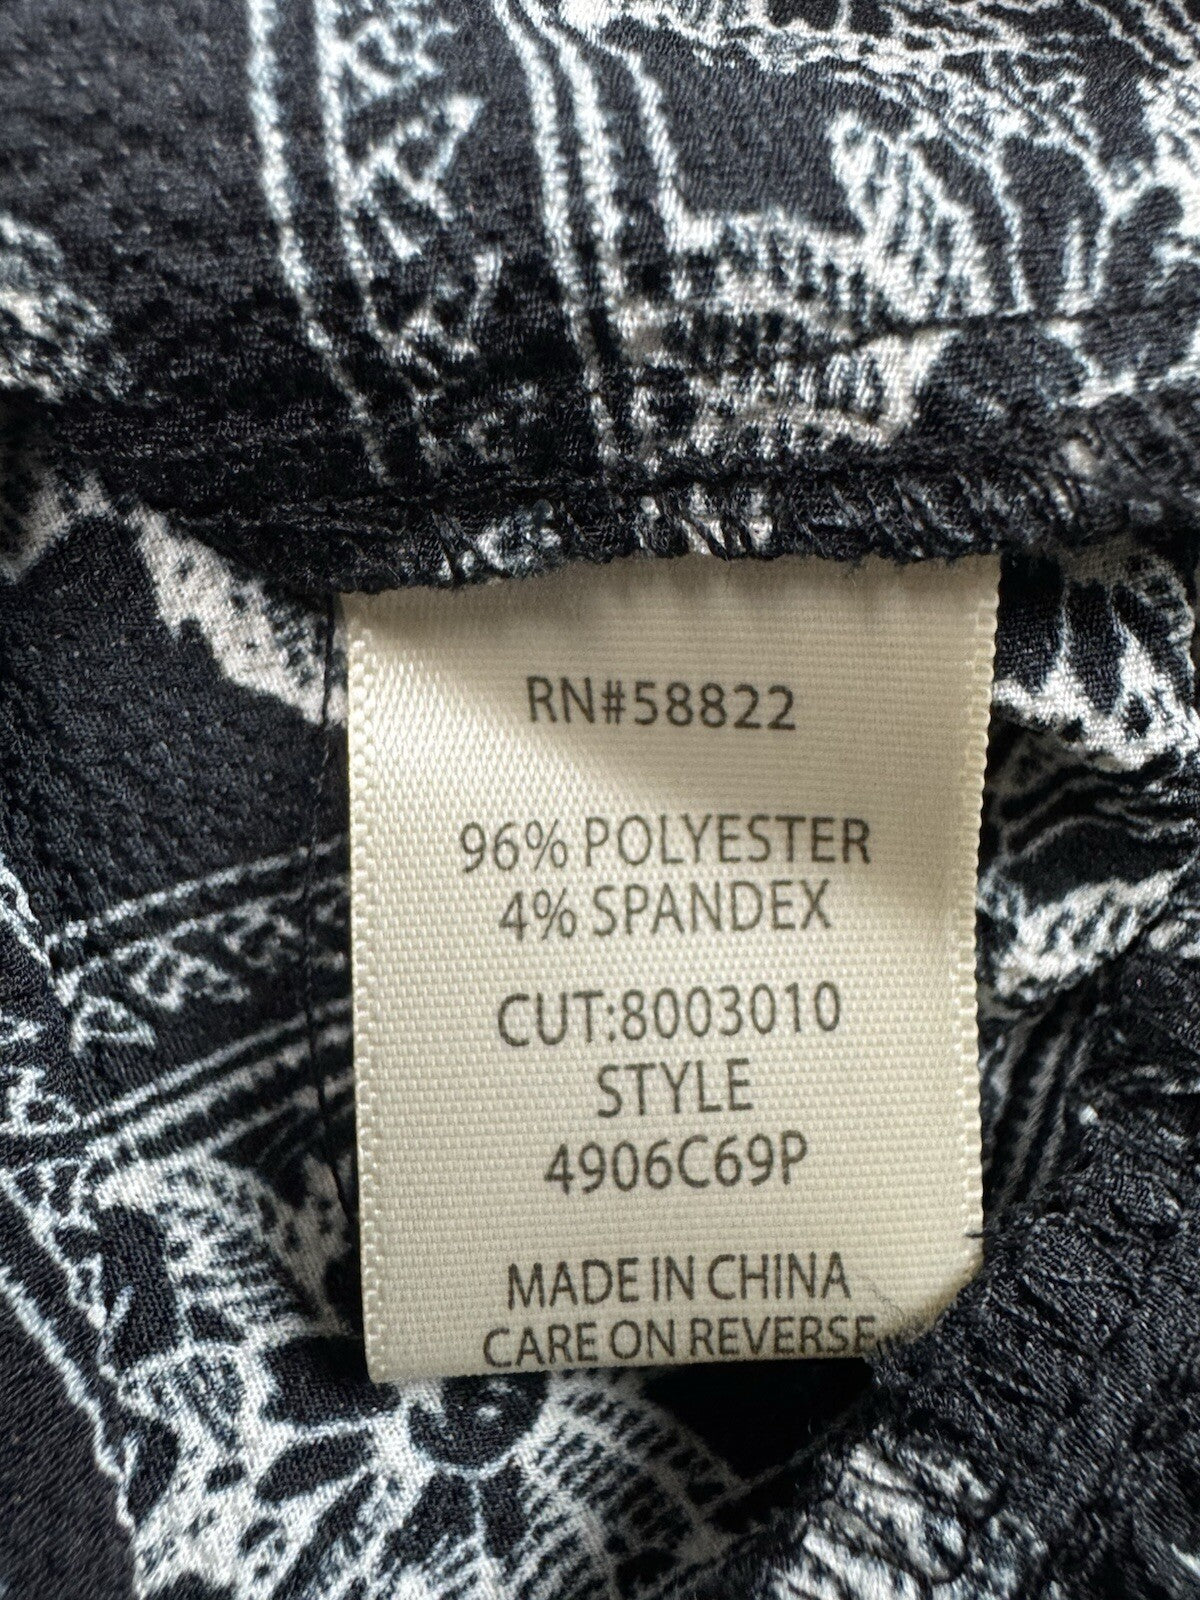 RN#58822
96% POLYESTER
4% SPANDEX
CUT:8003010
STYLE
4906C69P
MADE IN CHINA
CARE ON REVERSE